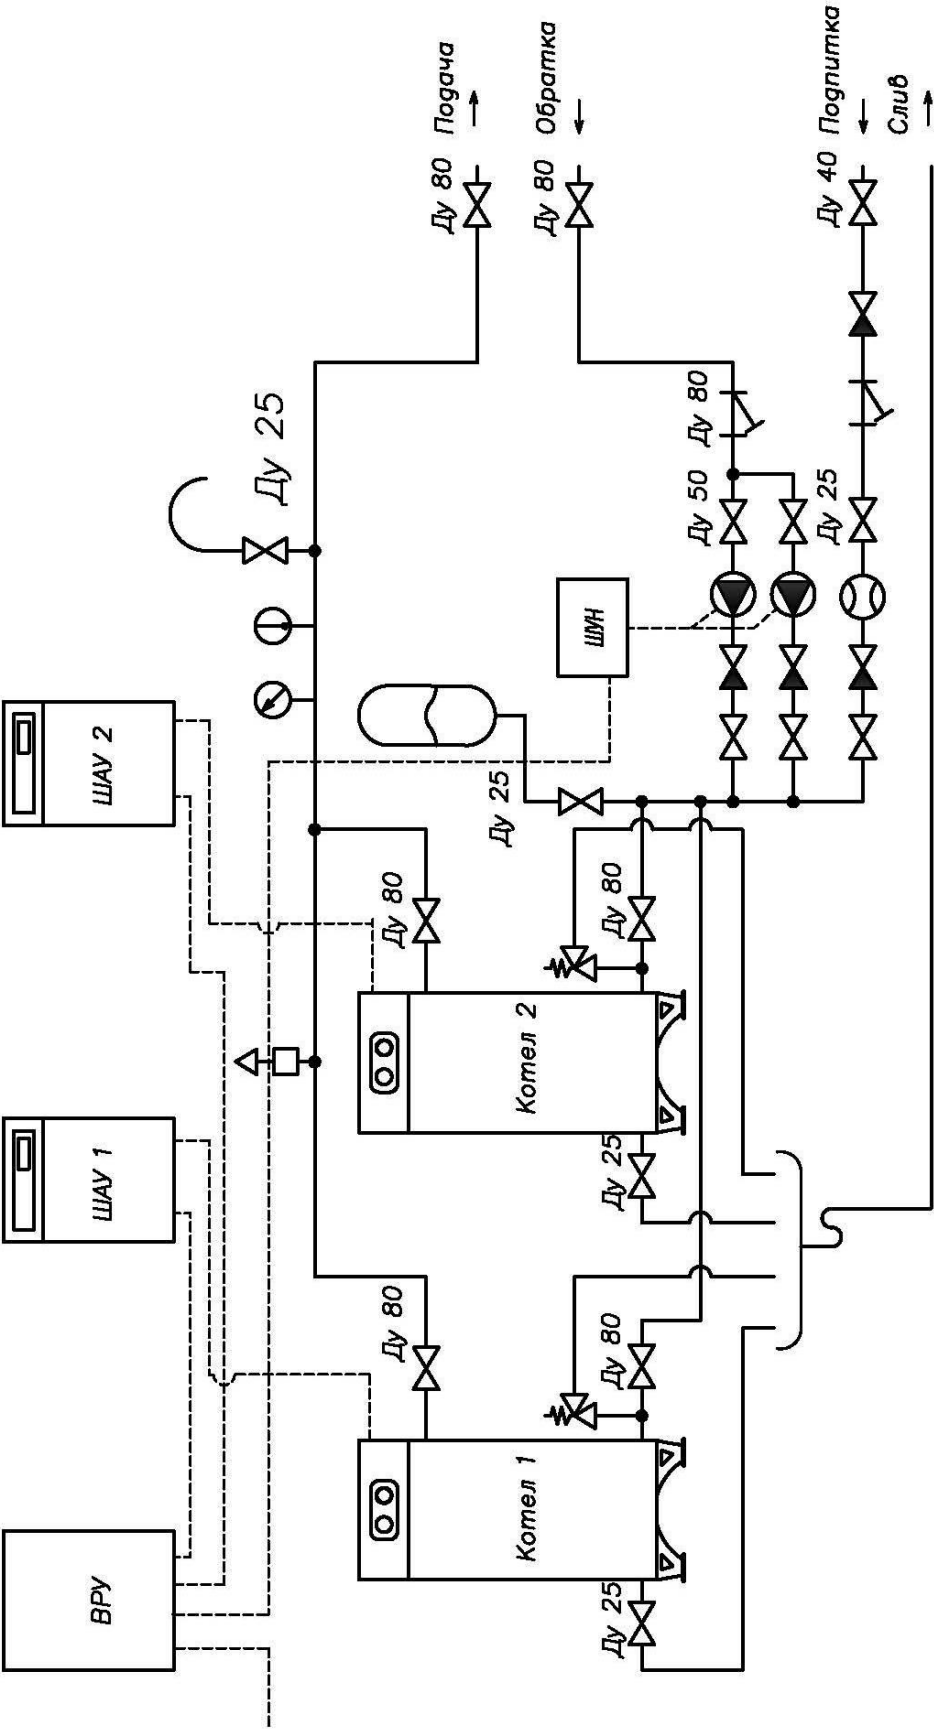 ВРУ
ШАУ 1
ШАУ 2
Ду 25
Ду 80
Ду 80
Ду 80 Подача
Ду 25
Котел 1
Котел 2
Ду 80 Обратка
ШУН
Ду 25
Ду 80
Ду 25
Ду 80
Ду 50
Ду 80
Ду 25
Ду 40 Подпитка
Слив